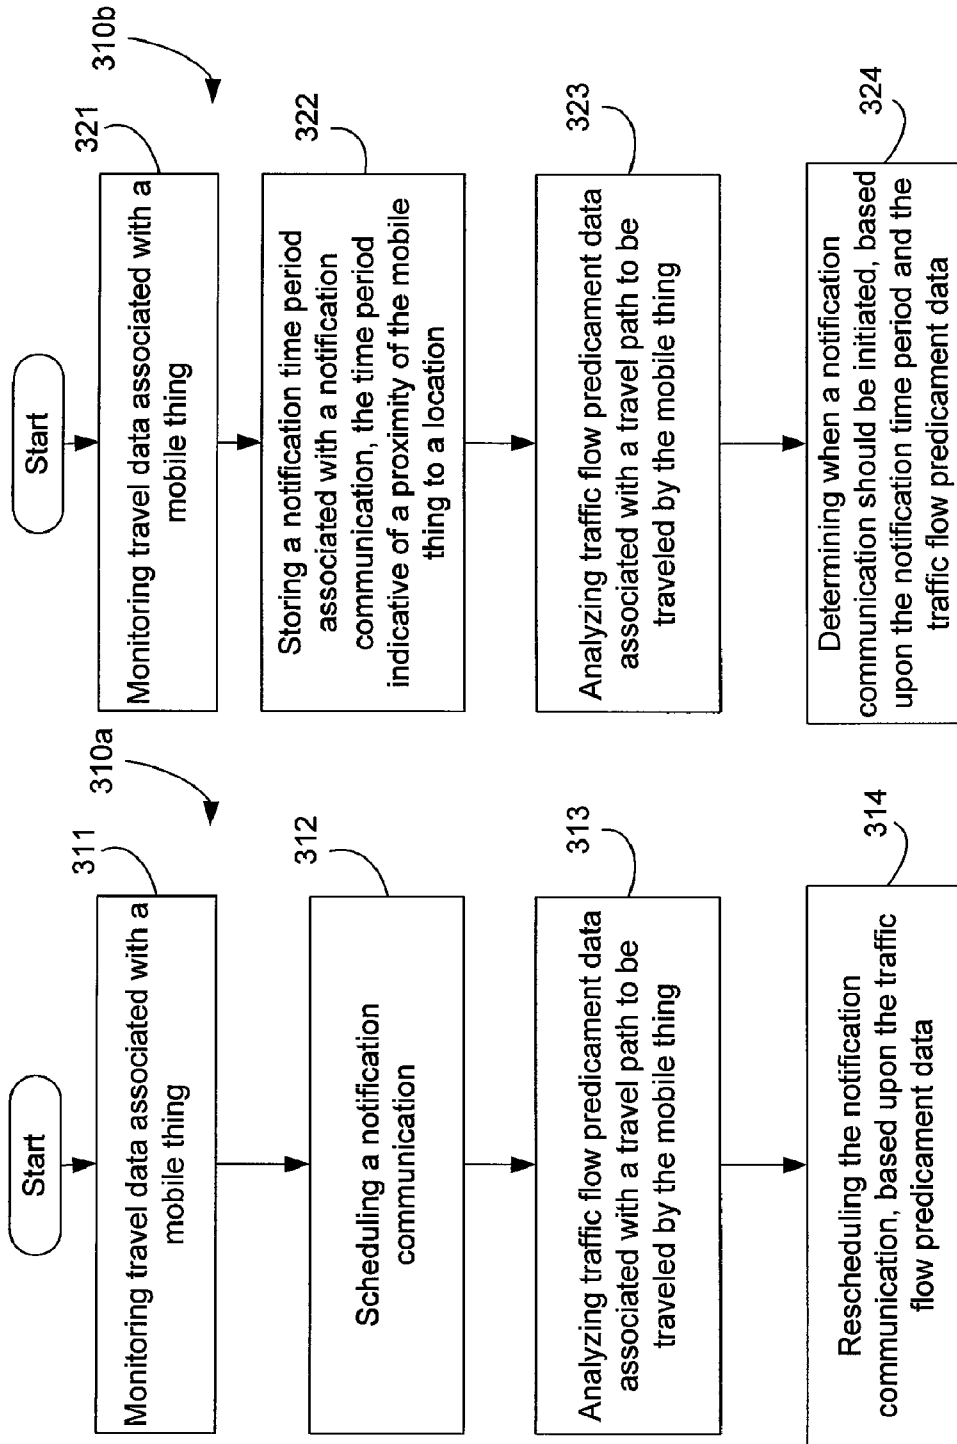 Start
310a
311
Monitoring travel data associated with a
mobile thing
312
Scheduling a notification
communication
313
Analyzing traffic flow predicament data
associated with a travel path to be
traveled by the mobile thing
314
Rescheduling the notification
communication, based upon the traffic
flow predicament data
Start
310b
321
Monitoring travel data associated with a
mobile thing
322
Storing a notification time period
associated with a notification
communication, the time period
indicative of a proximity of the mobile
thing to a location
323
Analyzing traffic flow predicament data
associated with a travel path to be
traveled by the mobile thing
324
Determining when a notification
communication should be initiated, based
upon the notification time period and the
traffic flow predicament data